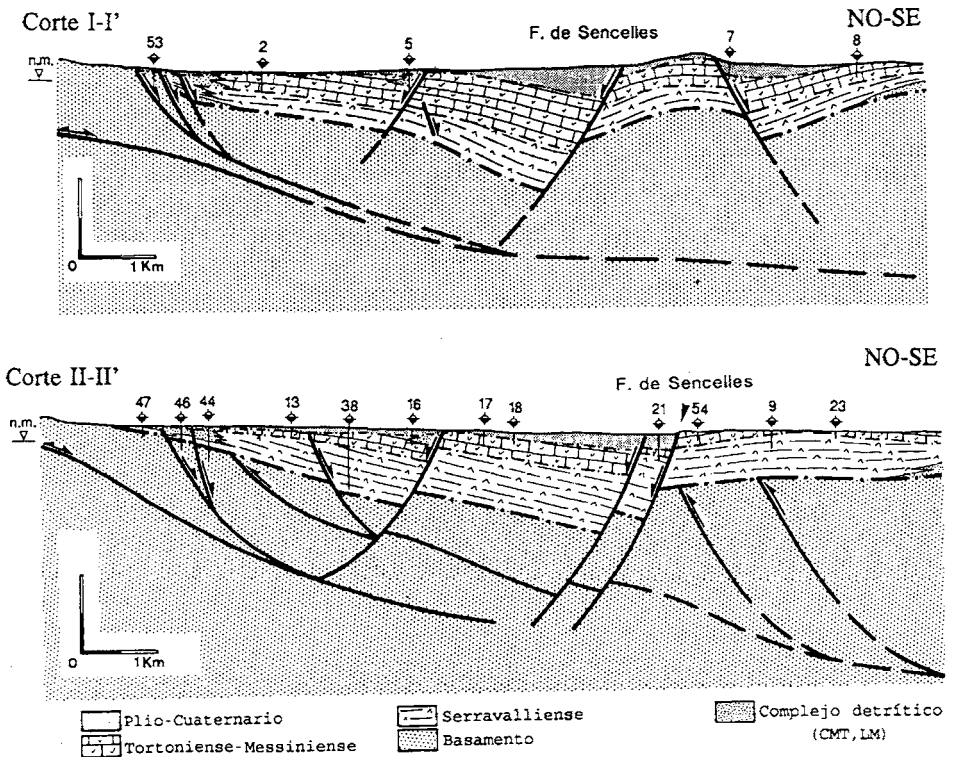 Corte I-I'
NO-SE
F. de Sencelles
53 2 5 7 8
n.m.
0 1 Km
Corte II-II'
NO-SE
F. de Sencelles
47 46 44 13 38 16 17 18 21 54 9 23
n.m.
0 1 Km
Plio-Cuaternario
Serravalliense
Complejo detrítico
Tortoniense-Messiniense
Basamento
(CMT, LM)